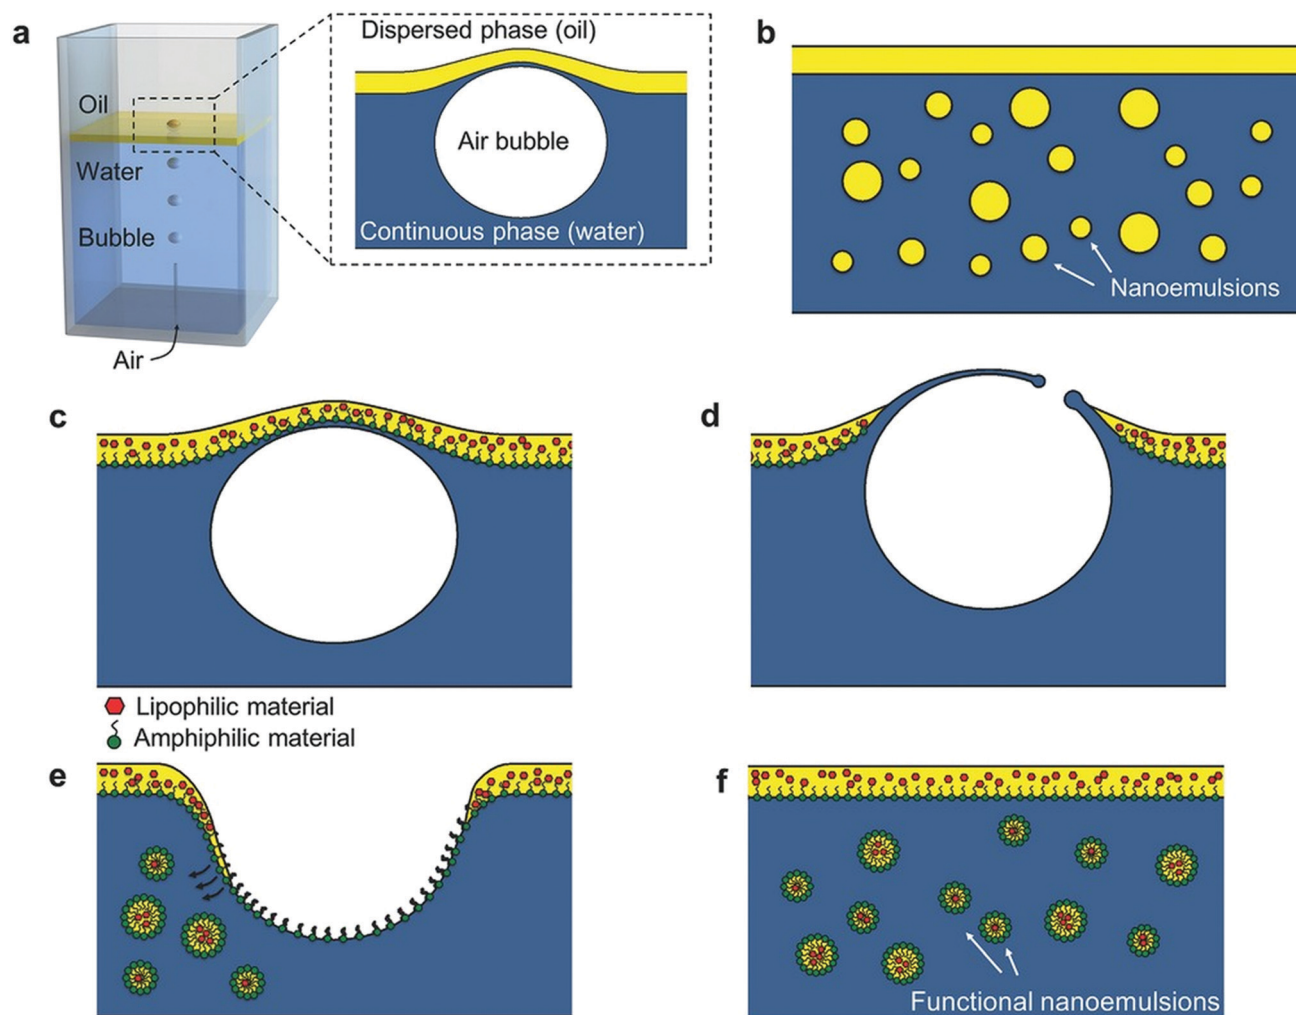 a
Oil
Water
Bubble
Air
Dispersed phase (oil)
Air bubble
Continuous phase (water)
b
Nanoemulsions
c
d
Lipophilic material
Amphiphilic material
e
f
Functional nanoemulsions